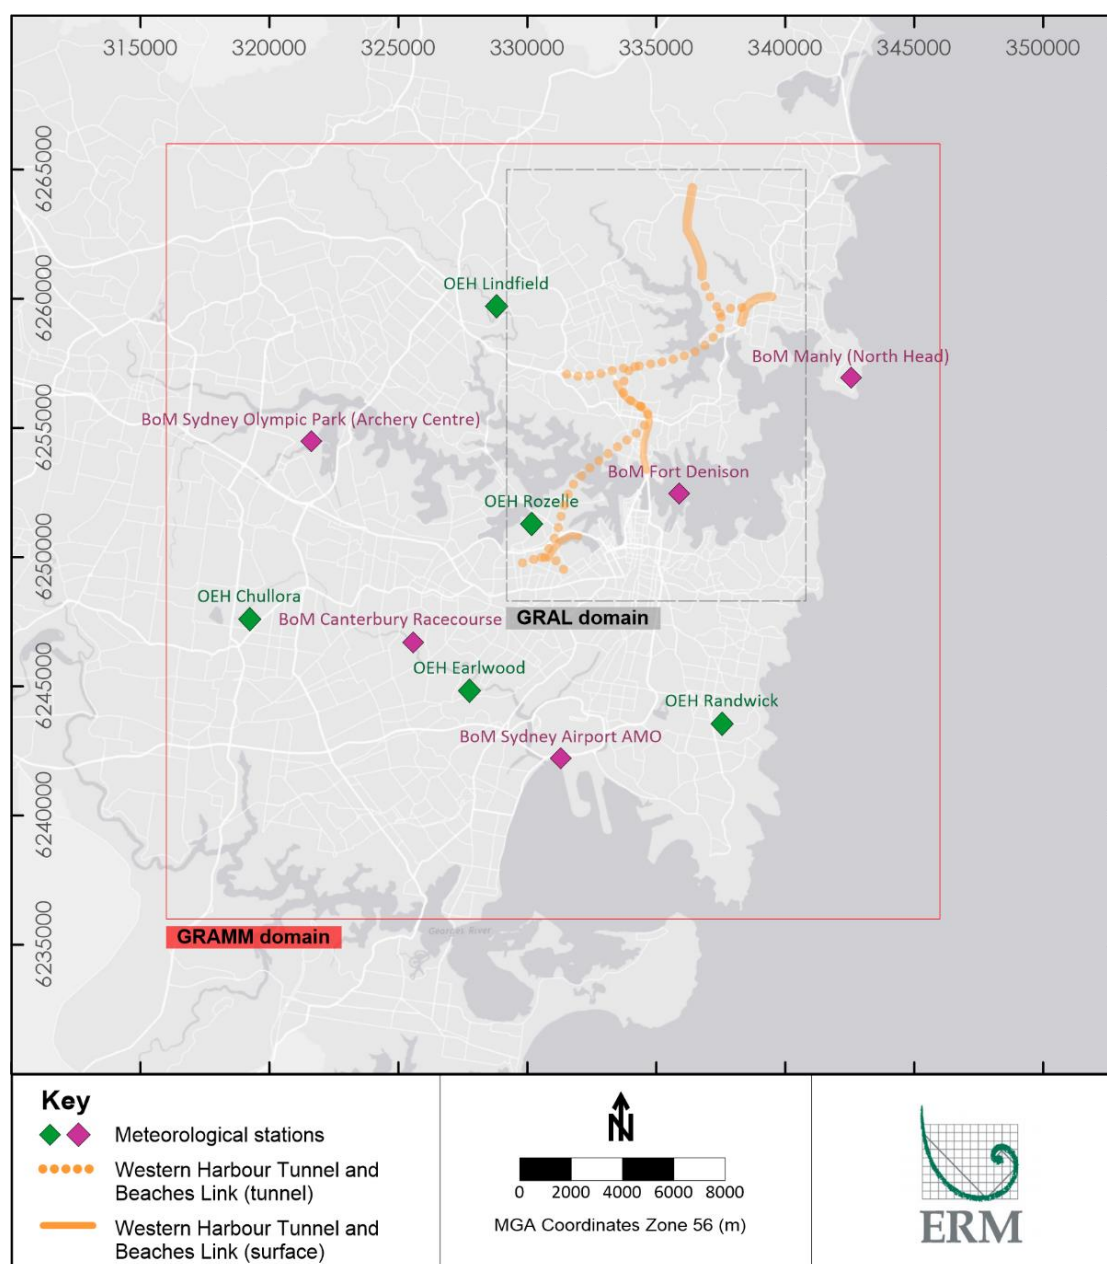 315000 320000 325000 330000 335000 340000 345000 350000
6265000
6260000
6255000
6250000
6245000
6240000
6235000
OEH Lindfield
BoM Manly (North Head)
BoM Sydney Olympic Park (Archery Centre)
BoM Fort Denison
OEH Rozelle
OEH Chullora
BoM Canterbury Racecourse
GRAL domain
OEH Earlwood
OEH Randwick
BoM Sydney Airport AMO
GRAMM domain
Georges River
Key
Meteorological stations
Western Harbour Tunnel and
Beaches Link (tunnel)
Western Harbour Tunnel and
Beaches Link (surface)
N
0 2000 4000 6000 8000
MGA Coordinates Zone 56 (m)
ERM